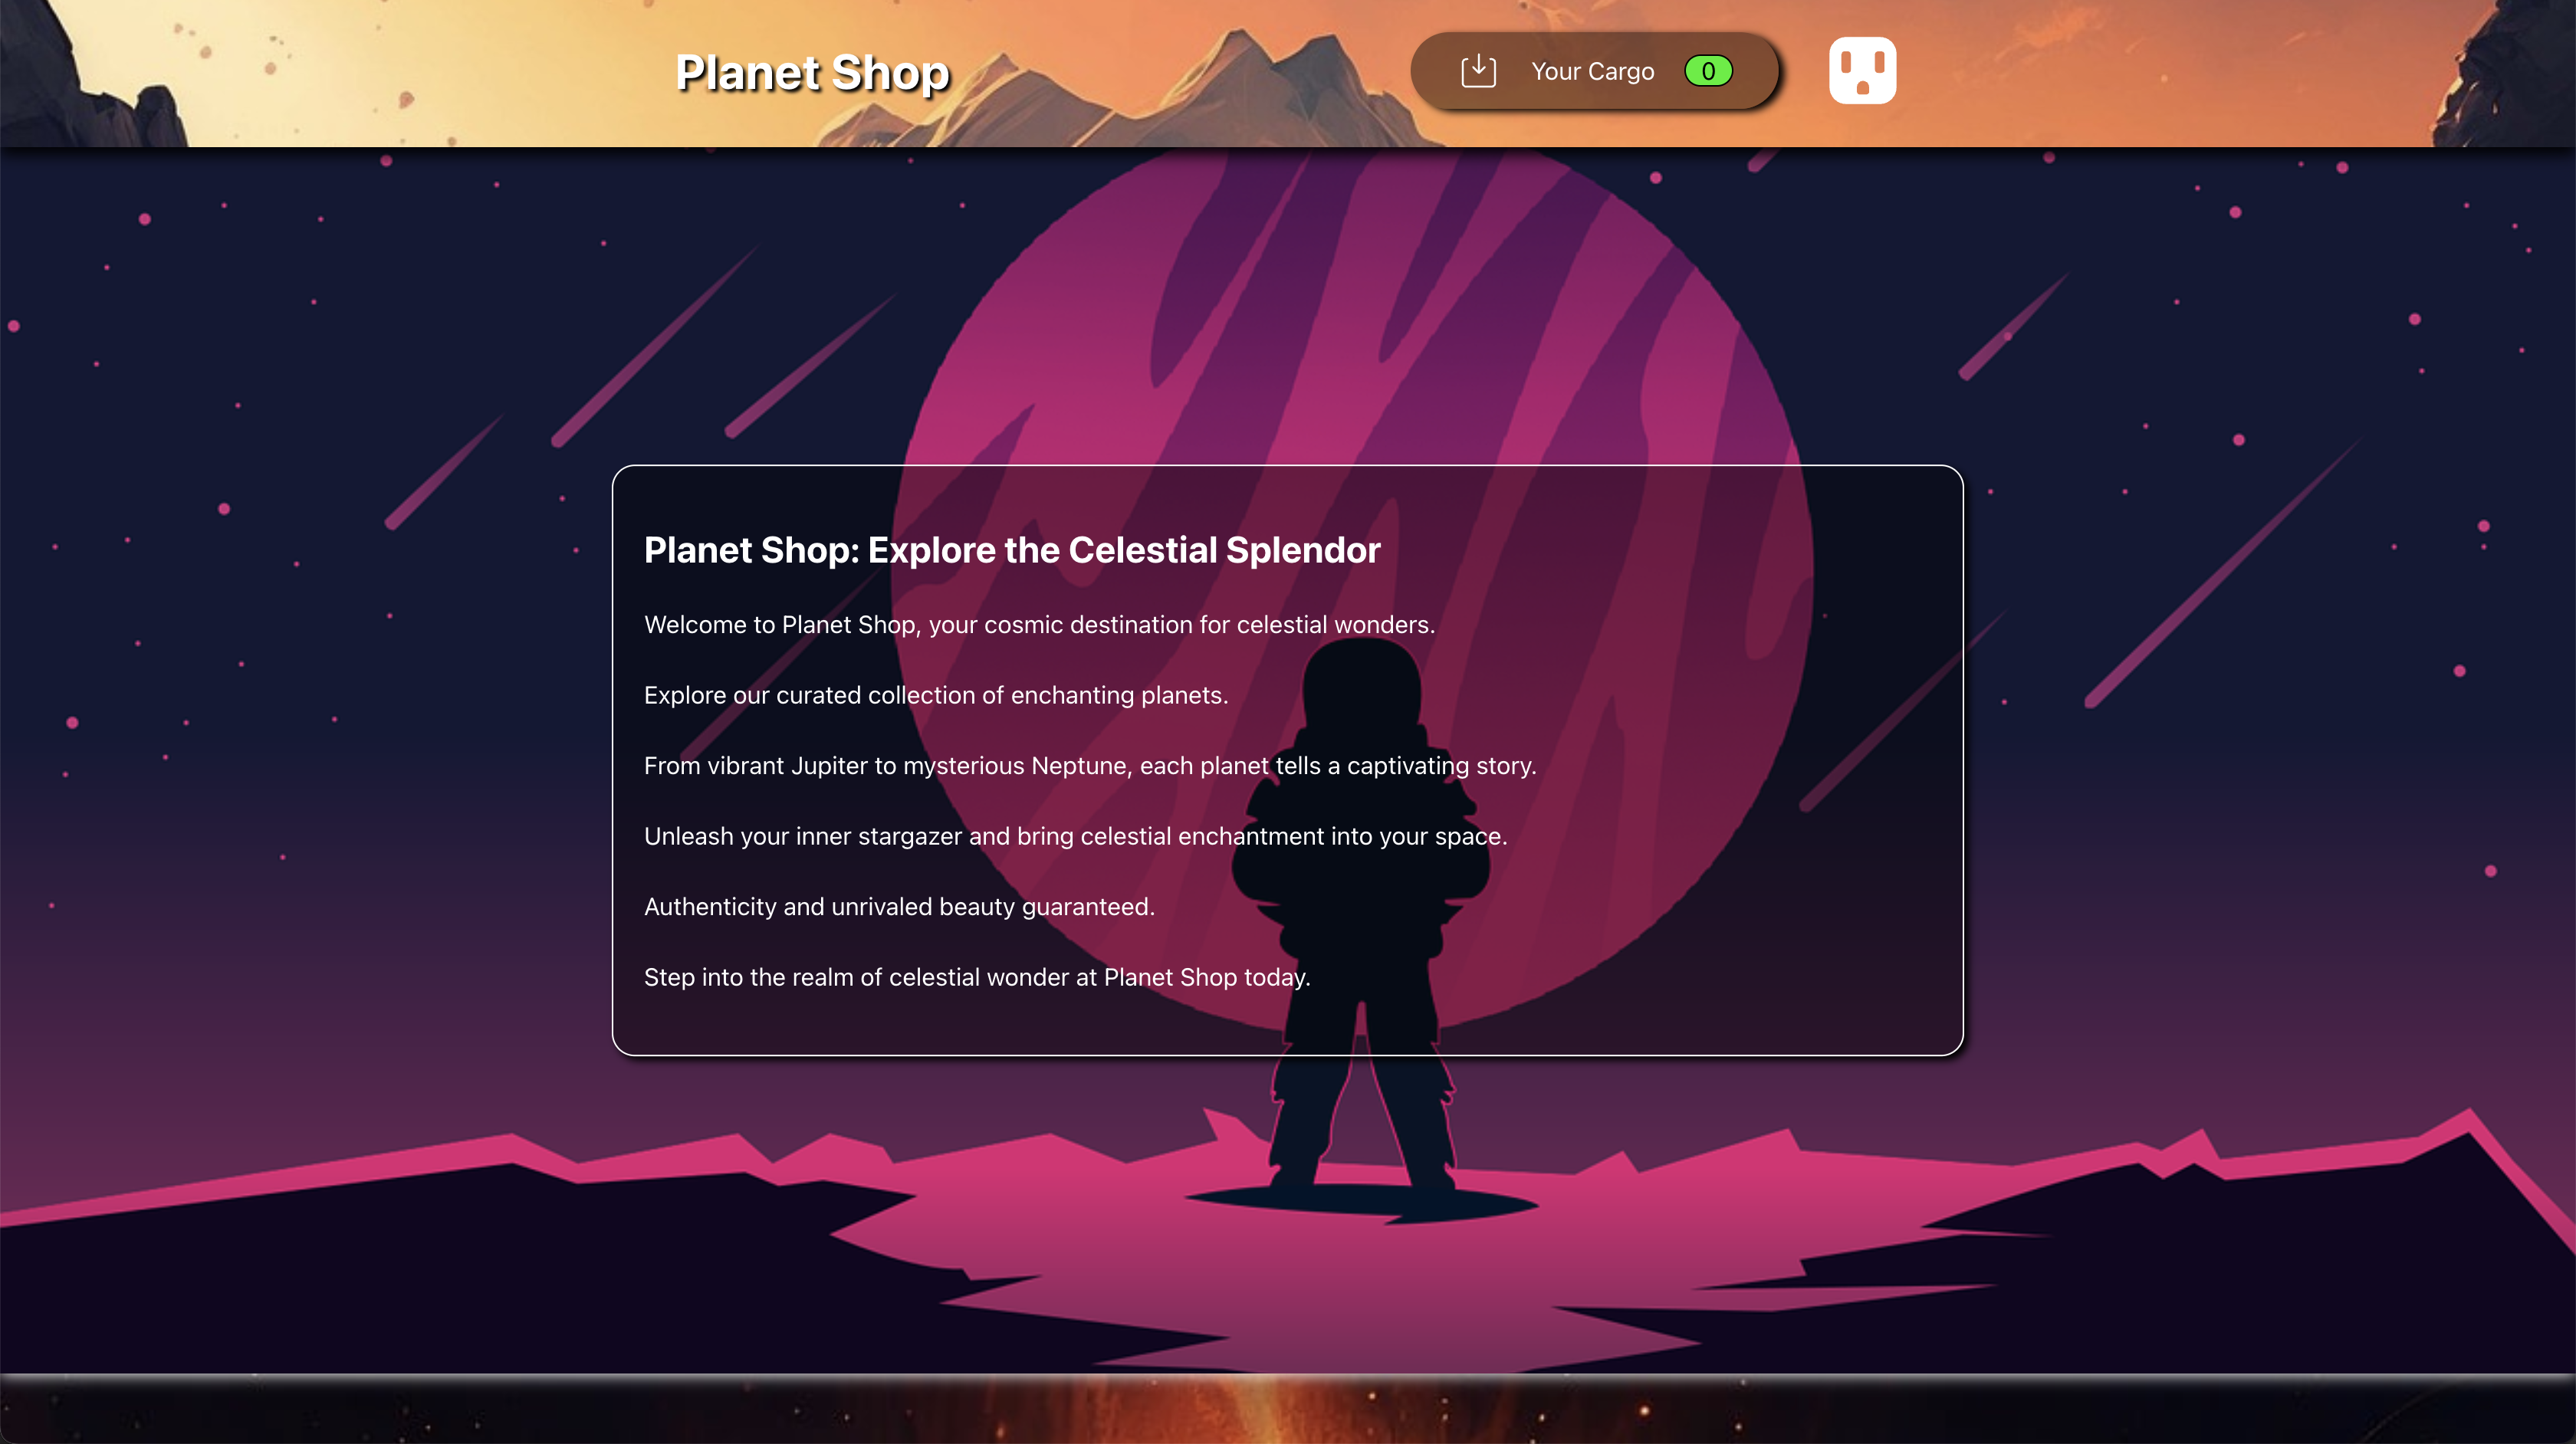 Planet Shop
Your Cargo 0
Planet Shop: Explore the Celestial Splendor
Welcome to Planet Shop, your cosmic destination for celestial wonders.
Explore our curated collection of enchanting planets.
From vibrant Jupiter to mysterious Neptune, each planet tells a captivating story.
Unleash your inner stargazer and bring celestial enchantment into your space.
Authenticity and unrivaled beauty guaranteed.
Step into the realm of celestial wonder at Planet Shop today.